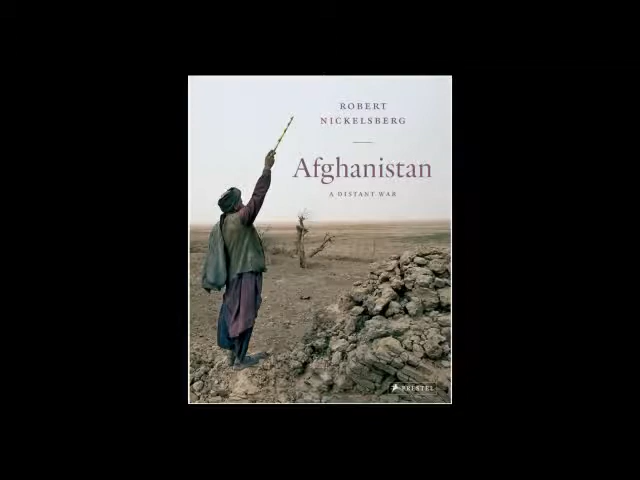 ROBERT
NICKELSBERG
Afghanistan
A DISTANT WAR
PRESTEL